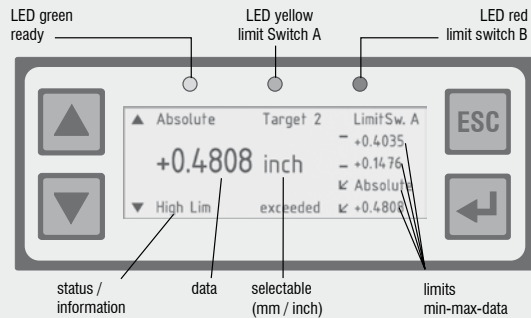 LED green
ready
LED yellow
limit Switch A
LED red
limit switch B
Absolute Target 2 LimitSw. A
+0.4035
+0.4808 inch
+0.1476
Absolute
High Lim exceeded +0.4808
ESC
status /
information
data
selectable
(mm / inch)
limits
min-max-data